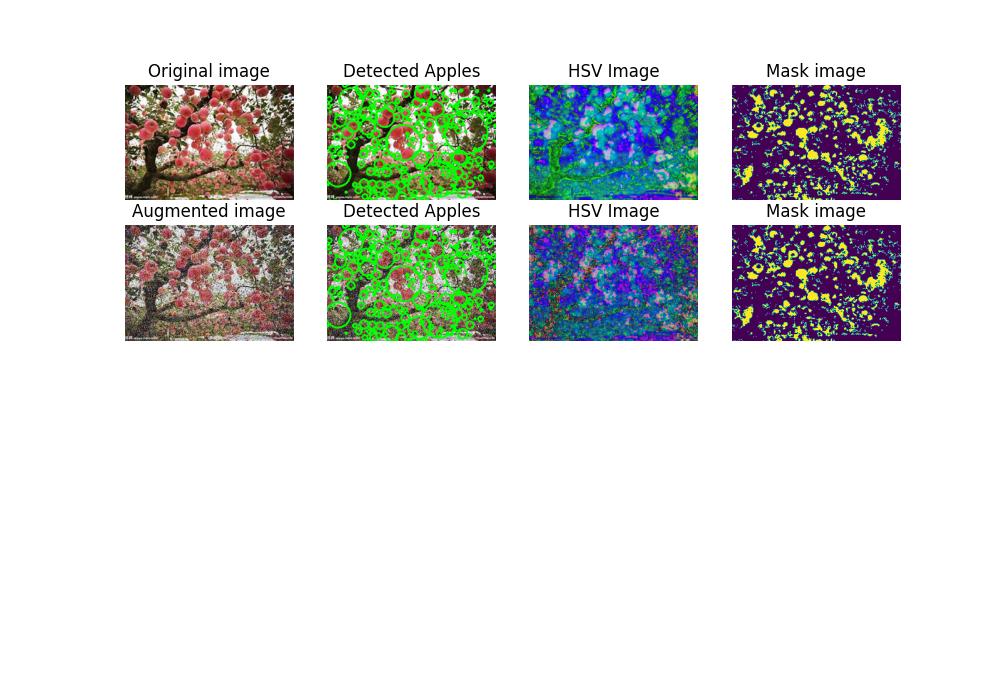 Original image
Detected Apples
HSV Image
Mask image
Augmented image
Detected Apples
HSV Image
Mask image